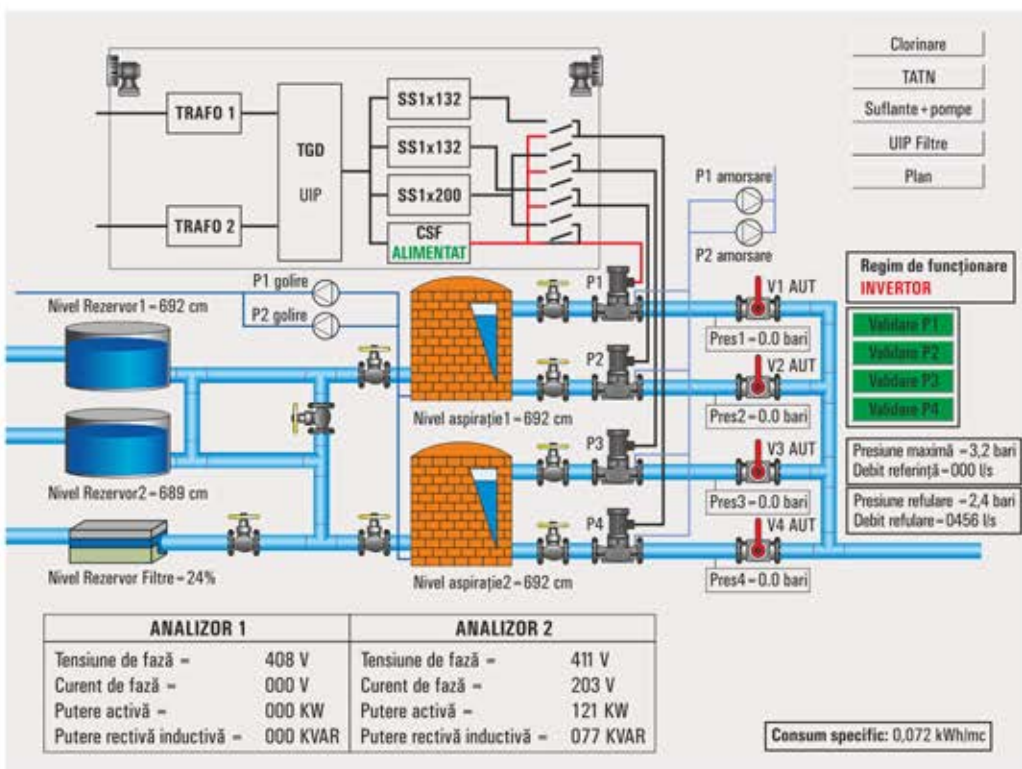 Clorinare
TATN
Suflante+pompe
UIP Filtre
Plan
TRAFO 1
TRAFO 2
TGD
UIP
SS1x132
SS1x132
SS1x200
CSF
ALIMENTAT
P1 amorsare
P2 amorsare
Regim de funcționare
INVERTOR
Validare P1
Validare P2
Validare P3
Validare P4
P1 golire
P2 golire
Nivel Rezervor1=692 cm
Nivel Rezervor2=689 cm
Nivel Rezervor Filtre=24%
Nivel aspirație1=692 cm
Nivel aspirație2=692 cm
P1
P2
P3
P4
V1 AUT
Pres1=0.0 bari
V2 AUT
Pres2=0.0 bari
V3 AUT
Pres3=0.0 bari
V4 AUT
Pres4=0.0 bari
Presiune maximă =3,2 bari
Debit referință=000 l/s
Presiune refulare =2,4 bari
Debit refulare=0456 l/s
ANALIZOR 1
Tensiune de fază = 408 V
Curent de fază = 000 V
Putere activă = 000 KW
Putere rectivă inductivă = 000 KVAR
ANALIZOR 2
Tensiune de fază = 411 V
Curent de fază = 203 V
Putere activă = 121 KW
Putere rectivă inductivă = 077 KVAR
Consum specific: 0,072 kWh/mc